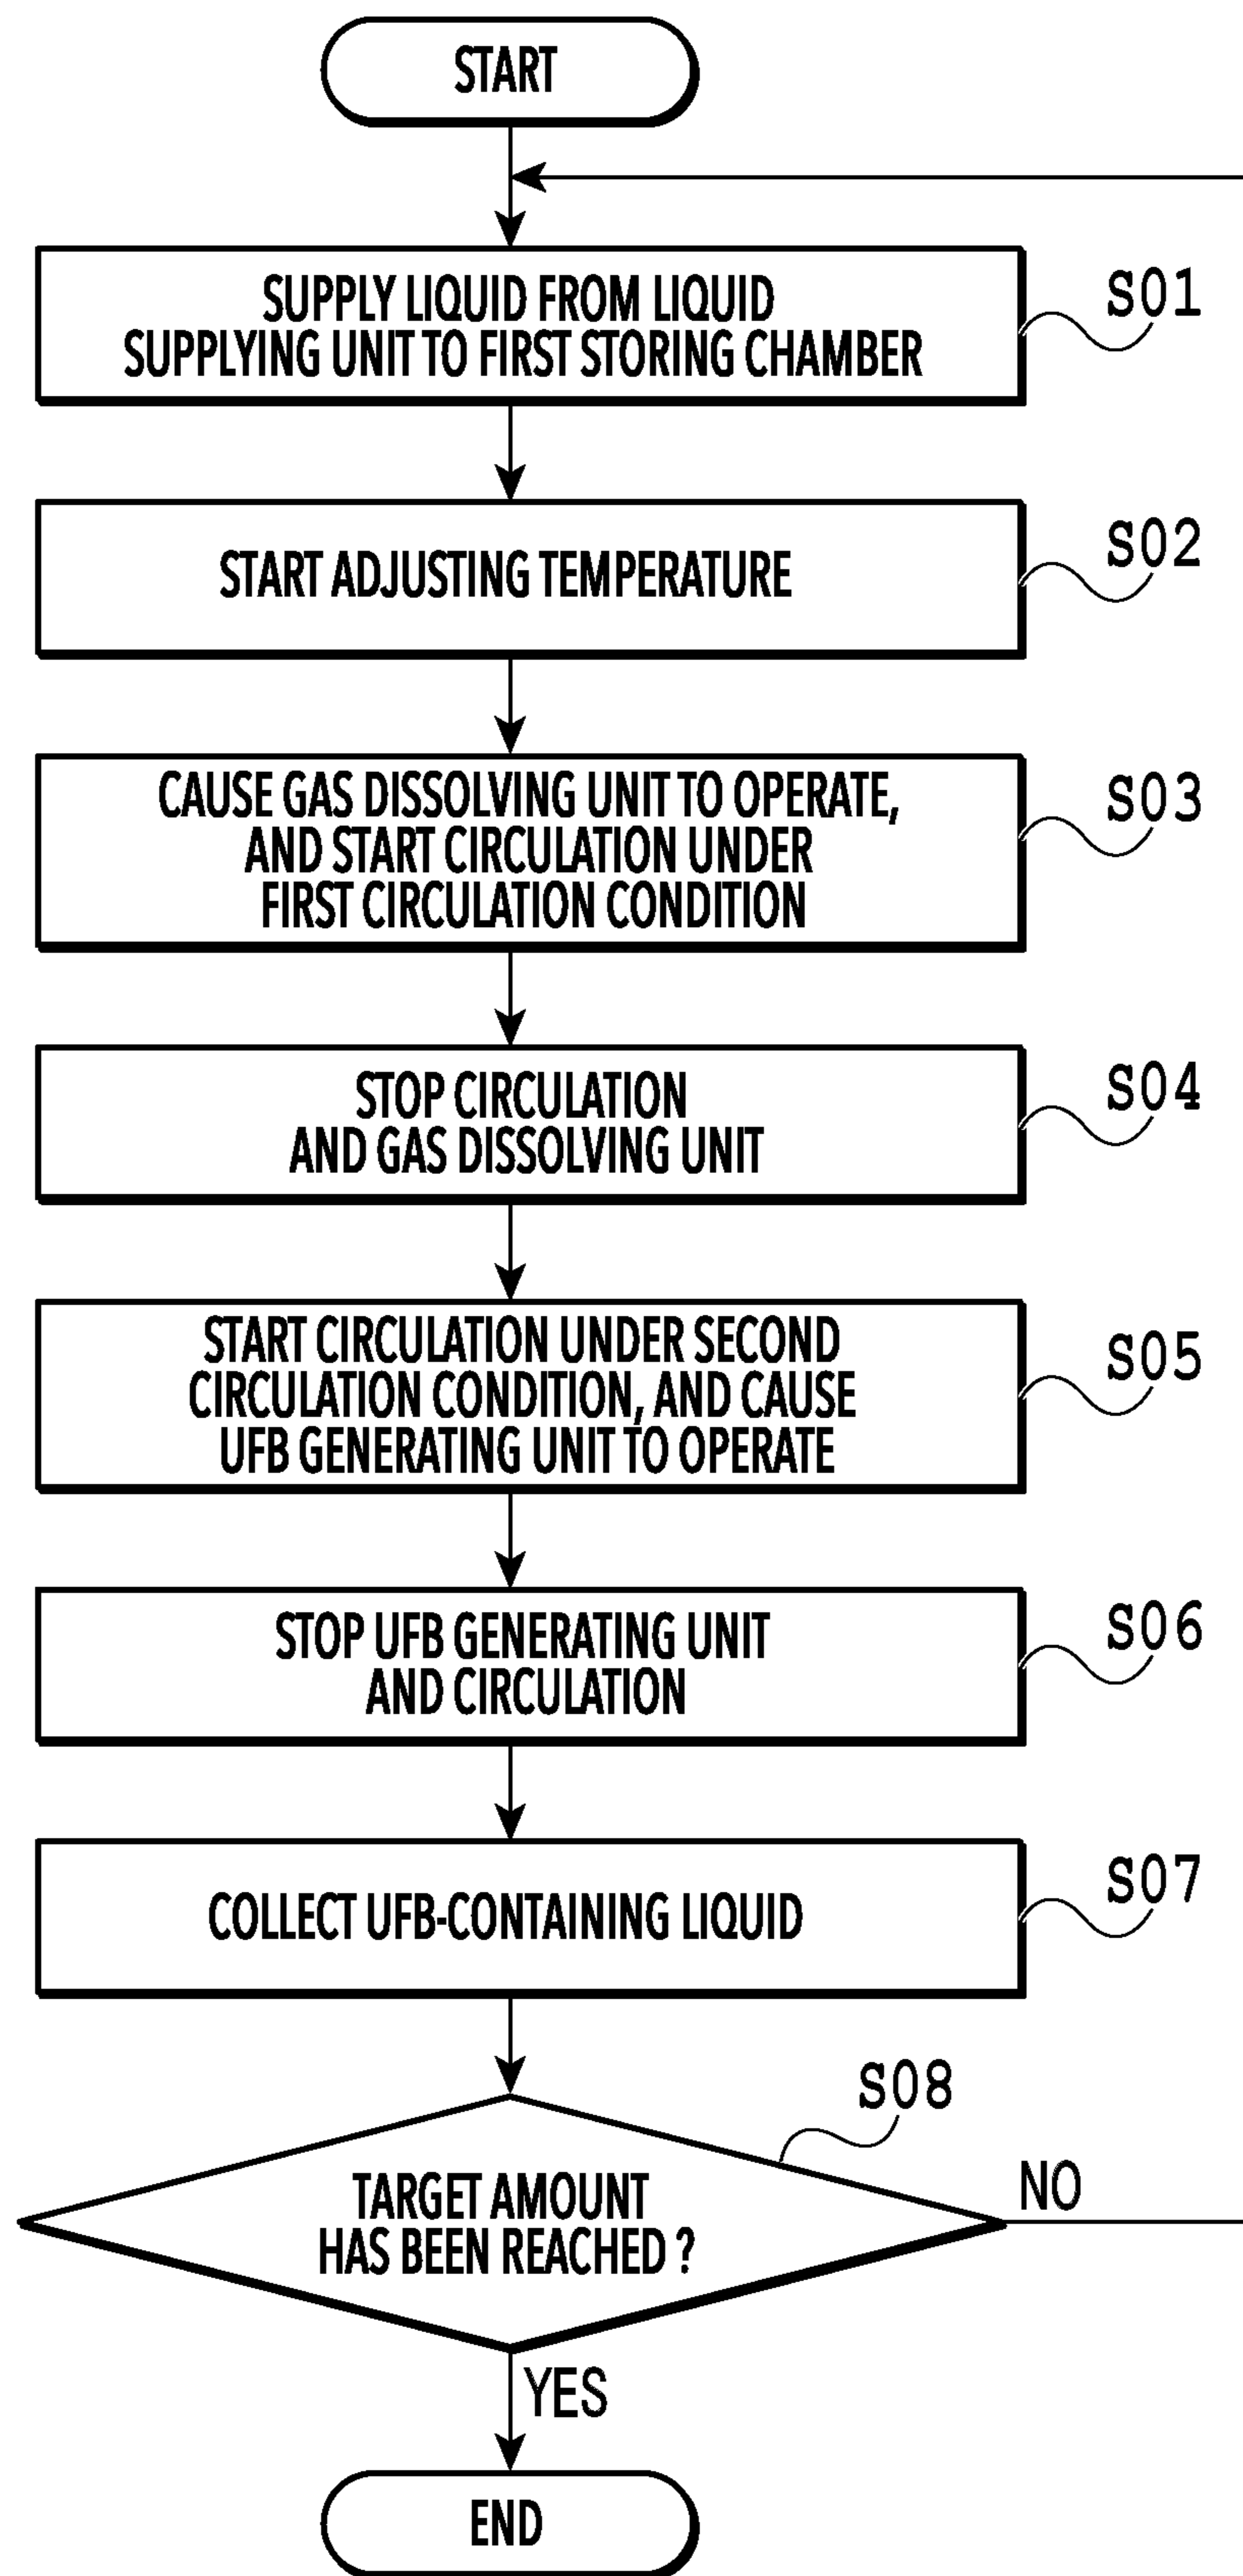 START
SUPPLY LIQUID FROM LIQUID
SUPPLYING UNIT TO FIRST STORING CHAMBER
S01
START ADJUSTING TEMPERATURE
S02
CAUSE GAS DISSOLVING UNIT TO OPERATE,
AND START CIRCULATION UNDER
FIRST CIRCULATION CONDITION
S03
STOP CIRCULATION
AND GAS DISSOLVING UNIT
S04
START CIRCULATION UNDER SECOND
CIRCULATION CONDITION, AND CAUSE
UFB GENERATING UNIT TO OPERATE
S05
STOP UFB GENERATING UNIT
AND CIRCULATION
S06
COLLECT UFB-CONTAINING LIQUID
S07
S08
TARGET AMOUNT
HAS BEEN REACHED ?
NO
YES
END